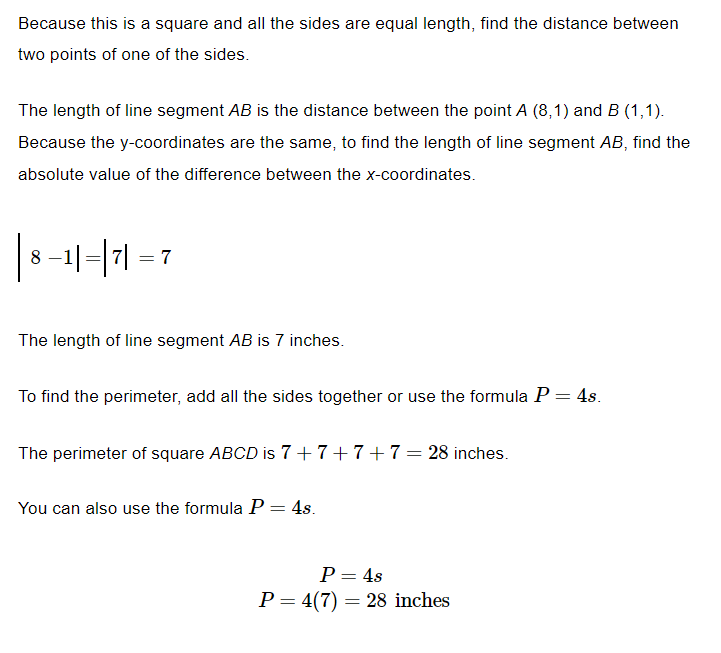 Because this is a square and all the sides are equal length, find the distance between
two points of one of the sides.
The length of line segment AB is the distance between the point A (8,1) and B (1,1).
Because the y-coordinates are the same, to find the length of line segment AB, find the
absolute value of the difference between the x-coordinates.
|8 −1|=|7| = 7
The length of line segment AB is 7 inches.
To find the perimeter, add all the sides together or use the formula P = 4s.
The perimeter of square ABCD is 7 + 7 + 7 + 7 = 28 inches.
You can also use the formula P = 4s.
P = 4s
P = 4(7) = 28 inches